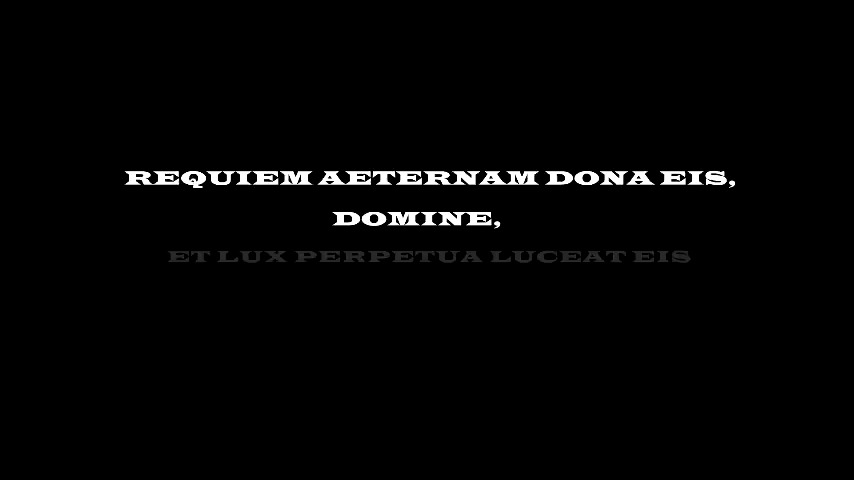 REQUIEM AETERNAM DONA EIS,
DOMINE,
ET LUX PERPETUA LUCEAT EIS